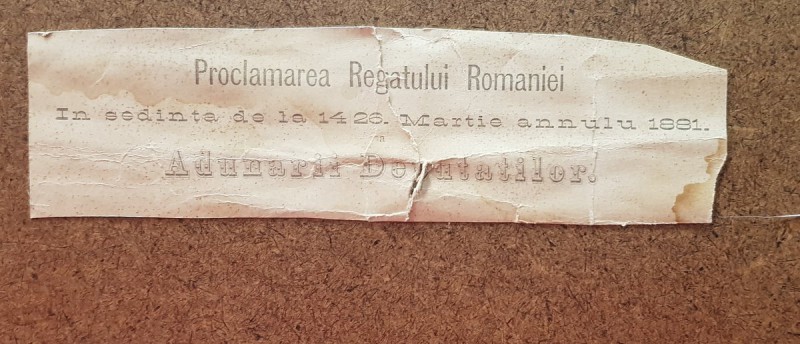 Proclamarea Regatului Romaniei
In sedinta de la 14 26. Martie annulu 1881.
a
Adunarii Deputatilor.